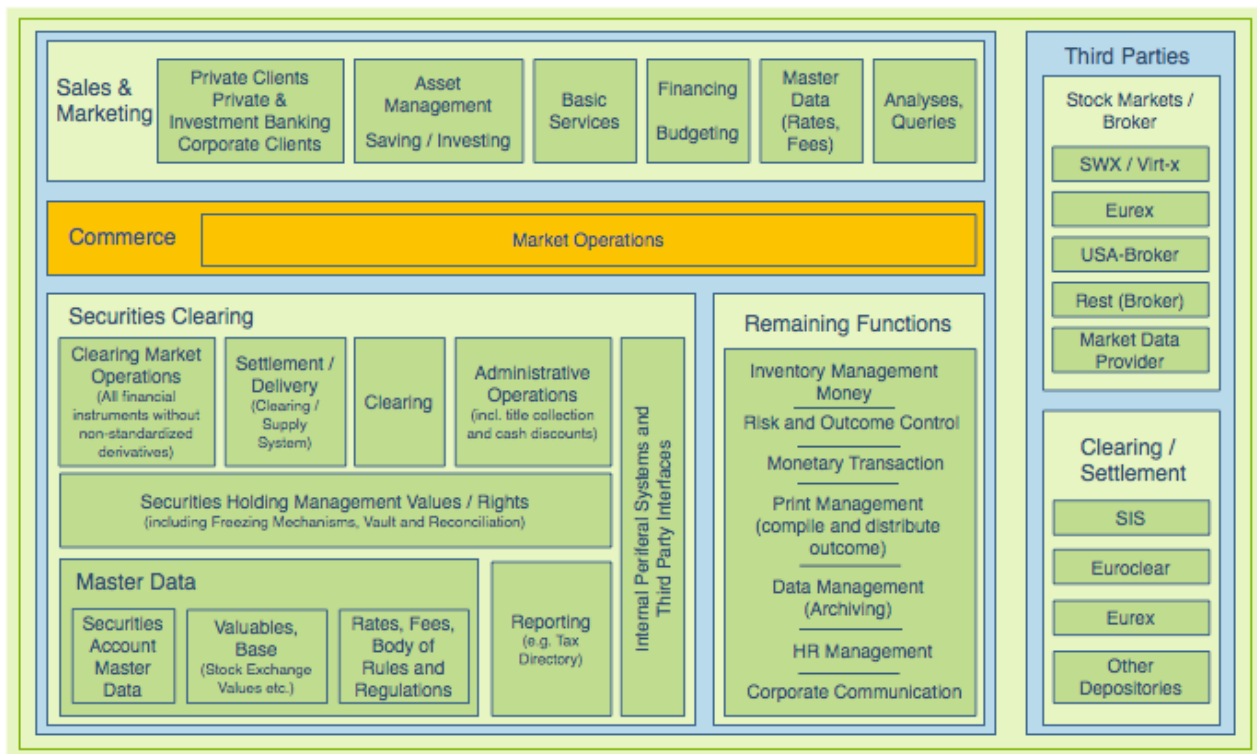 Sales &
Marketing
Private Clients
Private &
Investment Banking
Corporate Clients
Asset
Management
Saving / Investing
Basic
Services
Financing
Budgeting
Master
Data
(Rates,
Fees)
Analyses,
Queries
Commerce
Market Operations
Securities Clearing
Clearing Market
Operations
(All financial
instruments without
non-standardized
derivatives)
Settlement /
Delivery
(Clearing /
Supply
System)
Clearing
Administrative
Operations
(incl. title collection
and cash discounts)
Securities Holding Management Values / Rights
(including Freezing Mechanisms, Vault and Reconciliation)
Master Data
Securities
Account
Master
Data
Valuables,
Base
(Stock Exchange
Values etc.)
Rates, Fees,
Body of
Rules and
Regulations
Reporting
(e.g. Tax
Directory)
Internal Periferal Systems and
Third Party Interfaces
Remaining Functions
Inventory Management
Money
Risk and Outcome Control
Monetary Transaction
Print Management
(compile and distribute
outcome)
Data Management
(Archiving)
HR Management
Corporate Communication
Third Parties
Stock Markets /
Broker
SWX / Virt-x
Eurex
USA-Broker
Rest (Broker)
Market Data
Provider
Clearing /
Settlement
SIS
Euroclear
Eurex
Other
Depositories